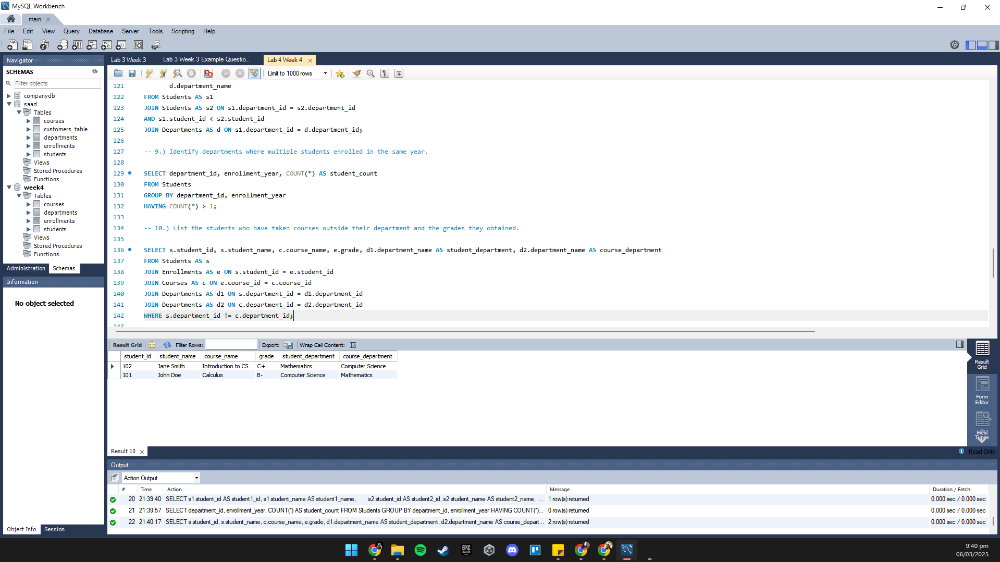 MySQL Workbench
main
File Edit View Query Database Server Tools Scripting Help
Navigator
SCHEMAS
Filter objects
companydb
saad
Tables
courses
customers_table
departments
enrollments
students
Views
Stored Procedures
Functions
week4
Tables
courses
departments
enrollments
students
Views
Stored Procedures
Functions
Administration Schemas
Information
No object selected
Object Info Session
Lab 3 Week 3 Lab 3 Week 3 Example Questio... Lab 4 Week 4
Limit to 1000 rows
121 d.department_name
122 FROM Students AS s1
123 JOIN Students AS s2 ON s1.department_id = s2.department_id
124 AND s1.student_id < s2.student_id
125 JOIN Departments AS d ON s1.department_id = d.department_id;
126
127 -- 9.) Identify departments where multiple students enrolled in the same year.
128
129 SELECT department_id, enrollment_year, COUNT(*) AS student_count
130 FROM Students
131 GROUP BY department_id, enrollment_year
132 HAVING COUNT(*) > 1;
133
134 -- 10.) List the students who have taken courses outside their department and the grades they obtained.
135
136 SELECT s.student_id, s.student_name, c.course_name, e.grade, d1.department_name AS student_department, d2.department_name AS course_department
137 FROM Students AS s
138 JOIN Enrollments AS e ON s.student_id = e.student_id
139 JOIN Courses AS c ON e.course_id = c.course_id
140 JOIN Departments AS d1 ON s.department_id = d1.department_id
141 JOIN Departments AS d2 ON c.department_id = d2.department_id
142 WHERE s.department_id != c.department_id;
143
Result Grid Filter Rows: Export: Wrap Cell Content:
student_id student_name course_name grade student_department course_department
102 Jane Smith Introduction to CS C+ Mathematics Computer Science
101 John Doe Calculus B- Computer Science Mathematics
Result Grid
Form Editor
Field Types
Result 10
Read Only
Output
Action Output
# Time Action Message Duration / Fetch
20 21:39:40 SELECT s1.student_id AS student1_id, s1.student_name AS student1_name, s2.student_id AS student2_id, s2.student_name AS student2_name, ... 1 row(s) returned 0.000 sec / 0.000 sec
21 21:39:57 SELECT department_id, enrollment_year, COUNT(*) AS student_count FROM Students GROUP BY department_id, enrollment_year HAVING COUNT(*)... 0 row(s) returned 0.000 sec / 0.000 sec
22 21:40:17 SELECT s.student_id, s.student_name, c.course_name, e.grade, d1.department_name AS student_department, d2.department_name AS course_depart... 2 row(s) returned 0.000 sec / 0.000 sec
EPIC GAMES
9:40 pm
06/03/2025